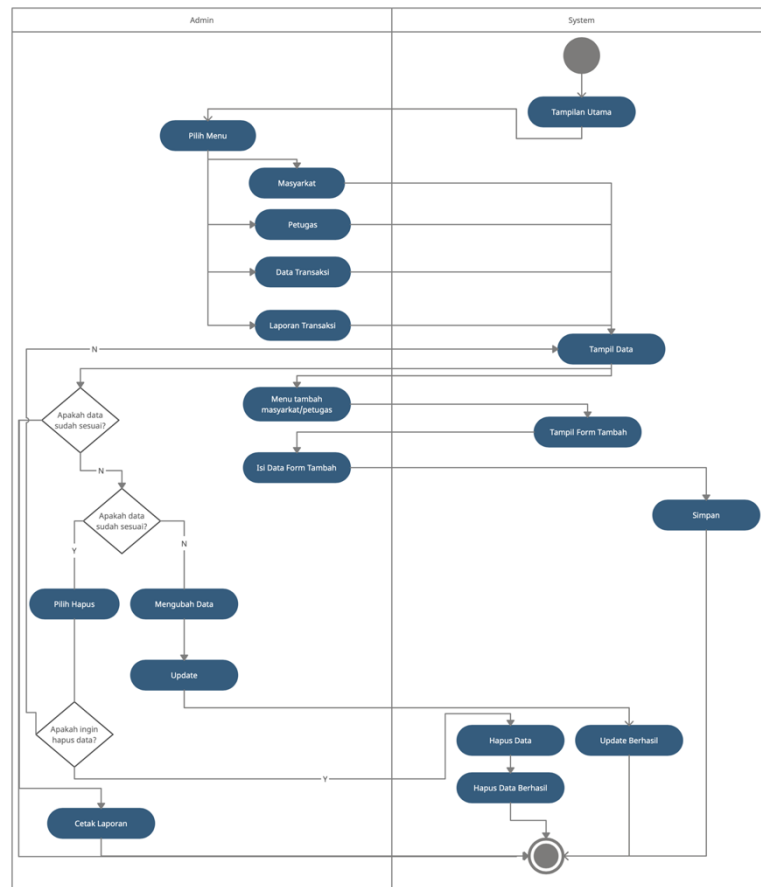 Admin
System
Tampilan Utama
Pilih Menu
Masyarkat
Petugas
Data Transaksi
Laporan Transaksi
N
Tampil Data
Apakah data
sudah sesuai?
Menu tambah
masyarkat/petugas
Tampil Form Tambah
Isi Data Form Tambah
N
Apakah data
sudah sesuai?
Simpan
Y
N
Pilih Hapus
Mengubah Data
Update
Apakah ingin
hapus data?
Hapus Data
Update Berhasil
Y
Hapus Data Berhasil
Cetak Laporan